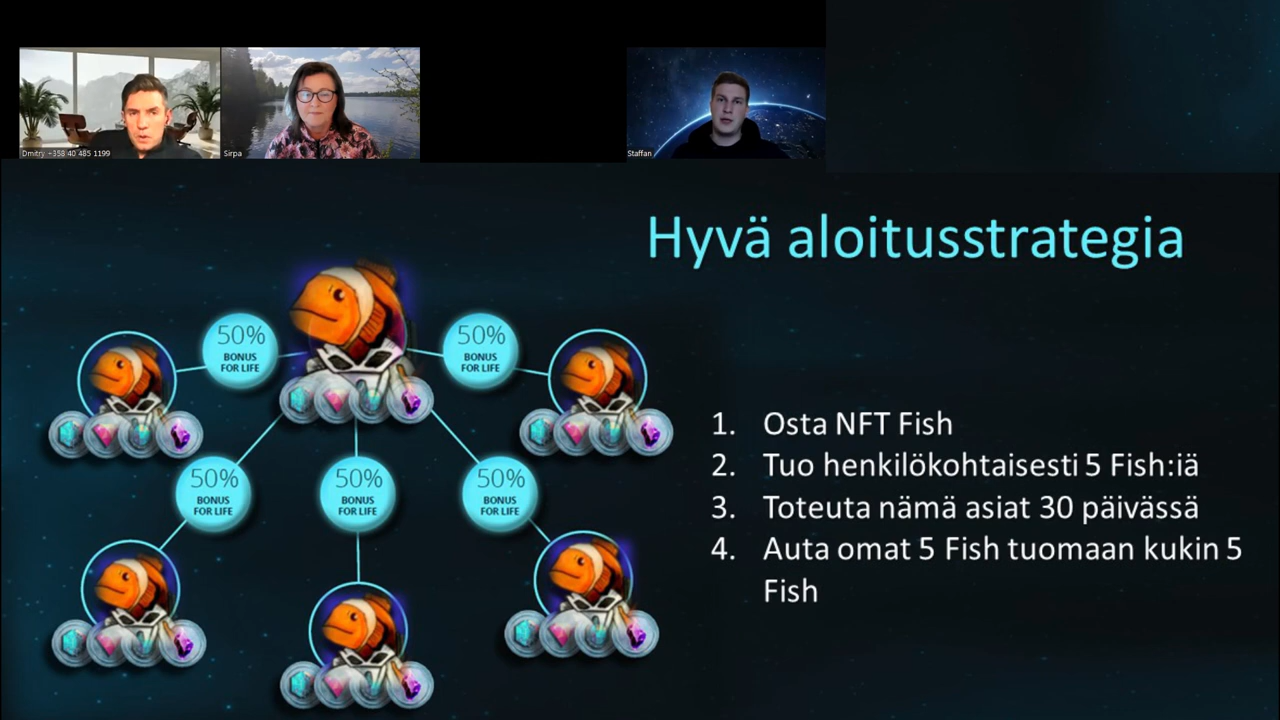 Dmitry +358 40 485 1199
Sirpa
Staffan
Hyvä aloitusstrategia
50%
BONUS
FOR LIFE
50%
BONUS
FOR LIFE
50%
BONUS
FOR LIFE
50%
BONUS
FOR LIFE
50%
BONUS
FOR LIFE
1. Osta NFT Fish
2. Tuo henkilökohtaisesti 5 Fish:iä
3. Toteuta nämä asiat 30 päivässä
4. Auta omat 5 Fish tuomaan kukin 5
Fish